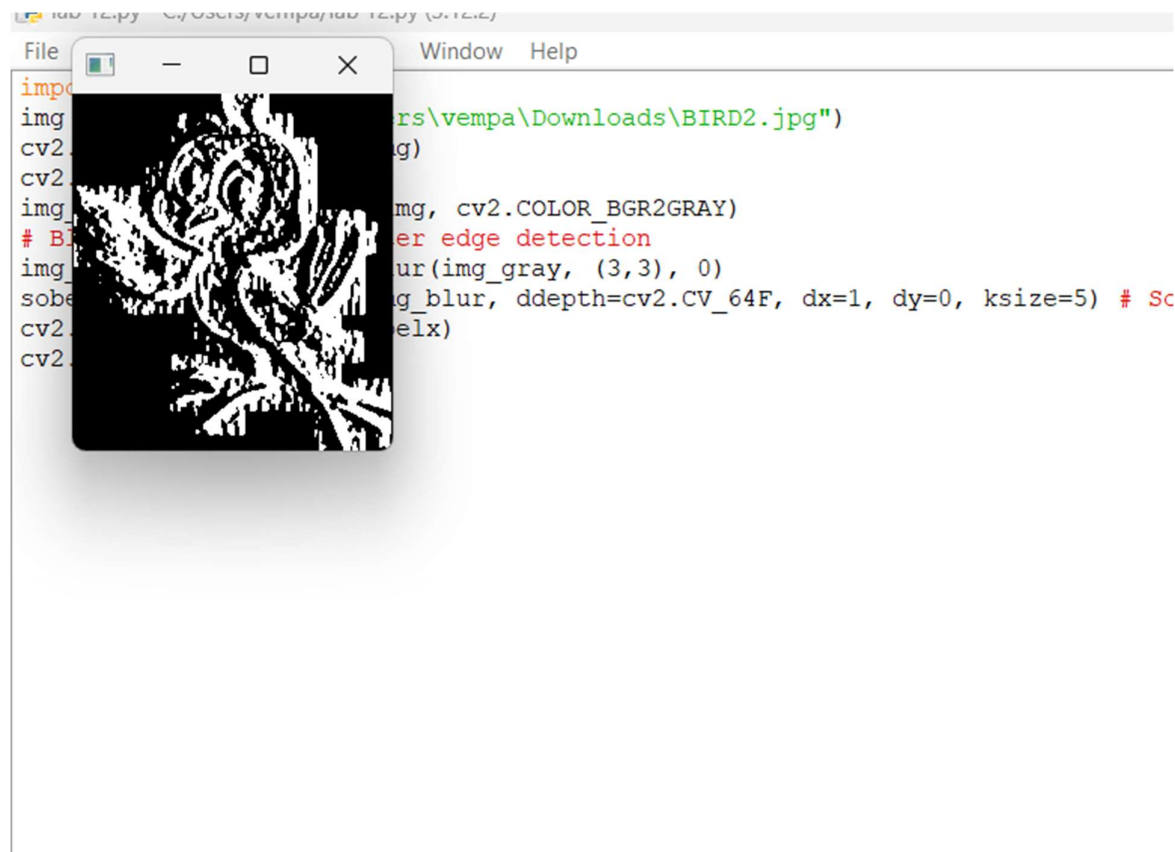 lab-12.py - C:/Users/vempa/lab-12.py (3.12.2)
File Window Help
impo
img rs\vempa\Downloads\BIRD2.jpg")
cv2. g)
cv2.
img_ mg, cv2.COLOR_BGR2GRAY)
# Bl er edge detection
img_ ur(img_gray, (3,3), 0)
sobe g_blur, ddepth=cv2.CV_64F, dx=1, dy=0, ksize=5) # So
cv2. elx)
cv2.